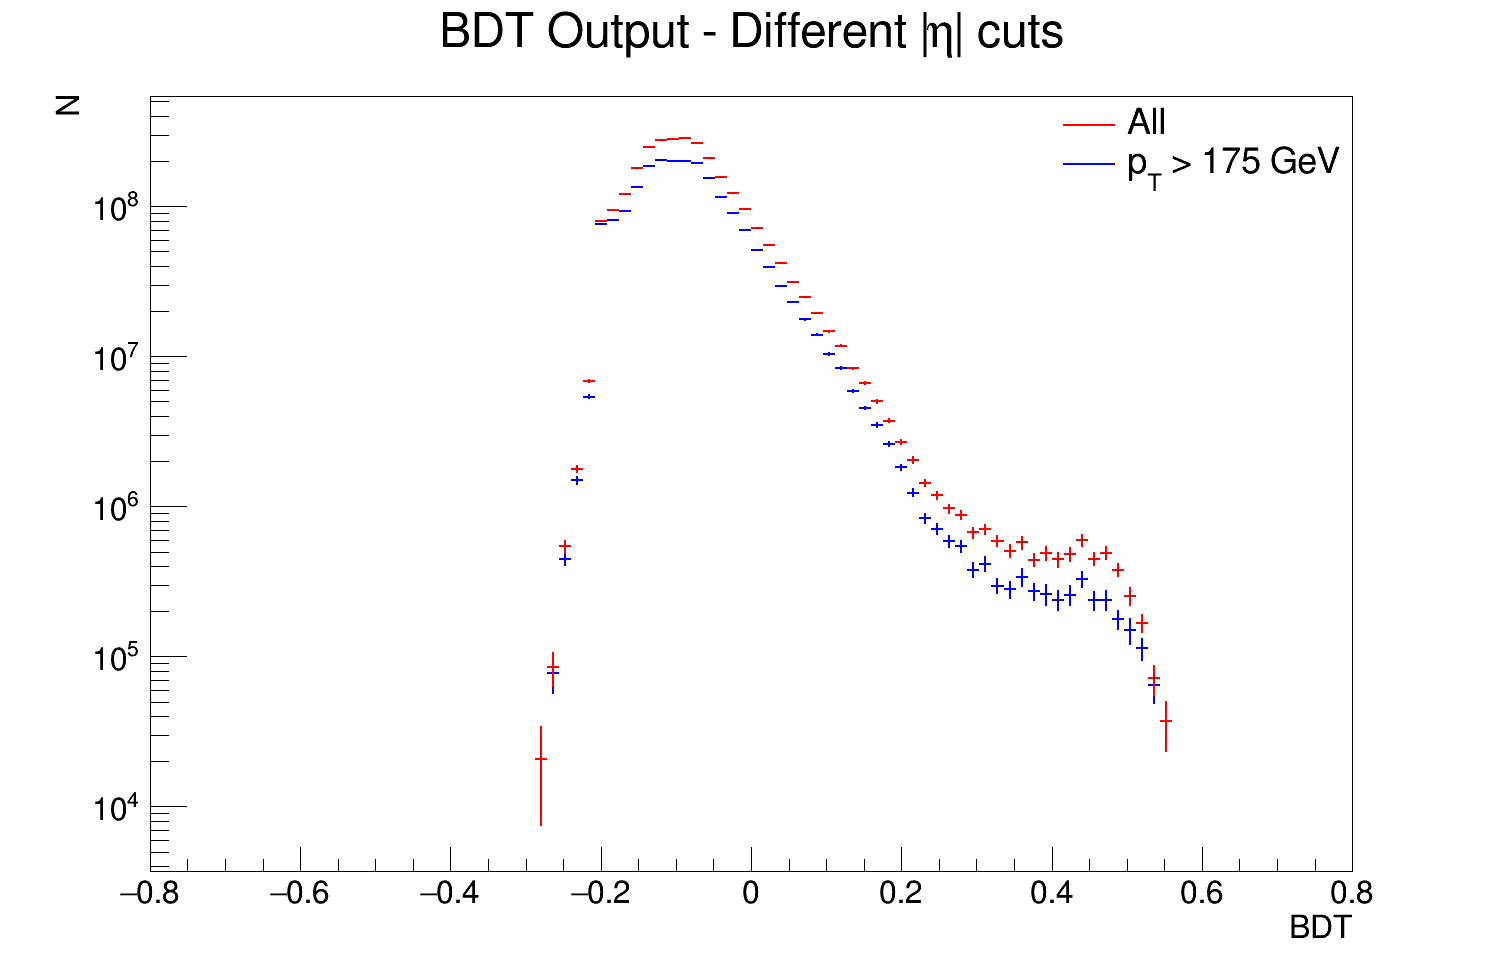 BDT Output - Different |η| cuts
N
All
p_T > 175 GeV
10^8
10^7
10^6
10^5
10^4
−0.8 −0.6 −0.4 −0.2 0 0.2 0.4 0.6 0.8
BDT